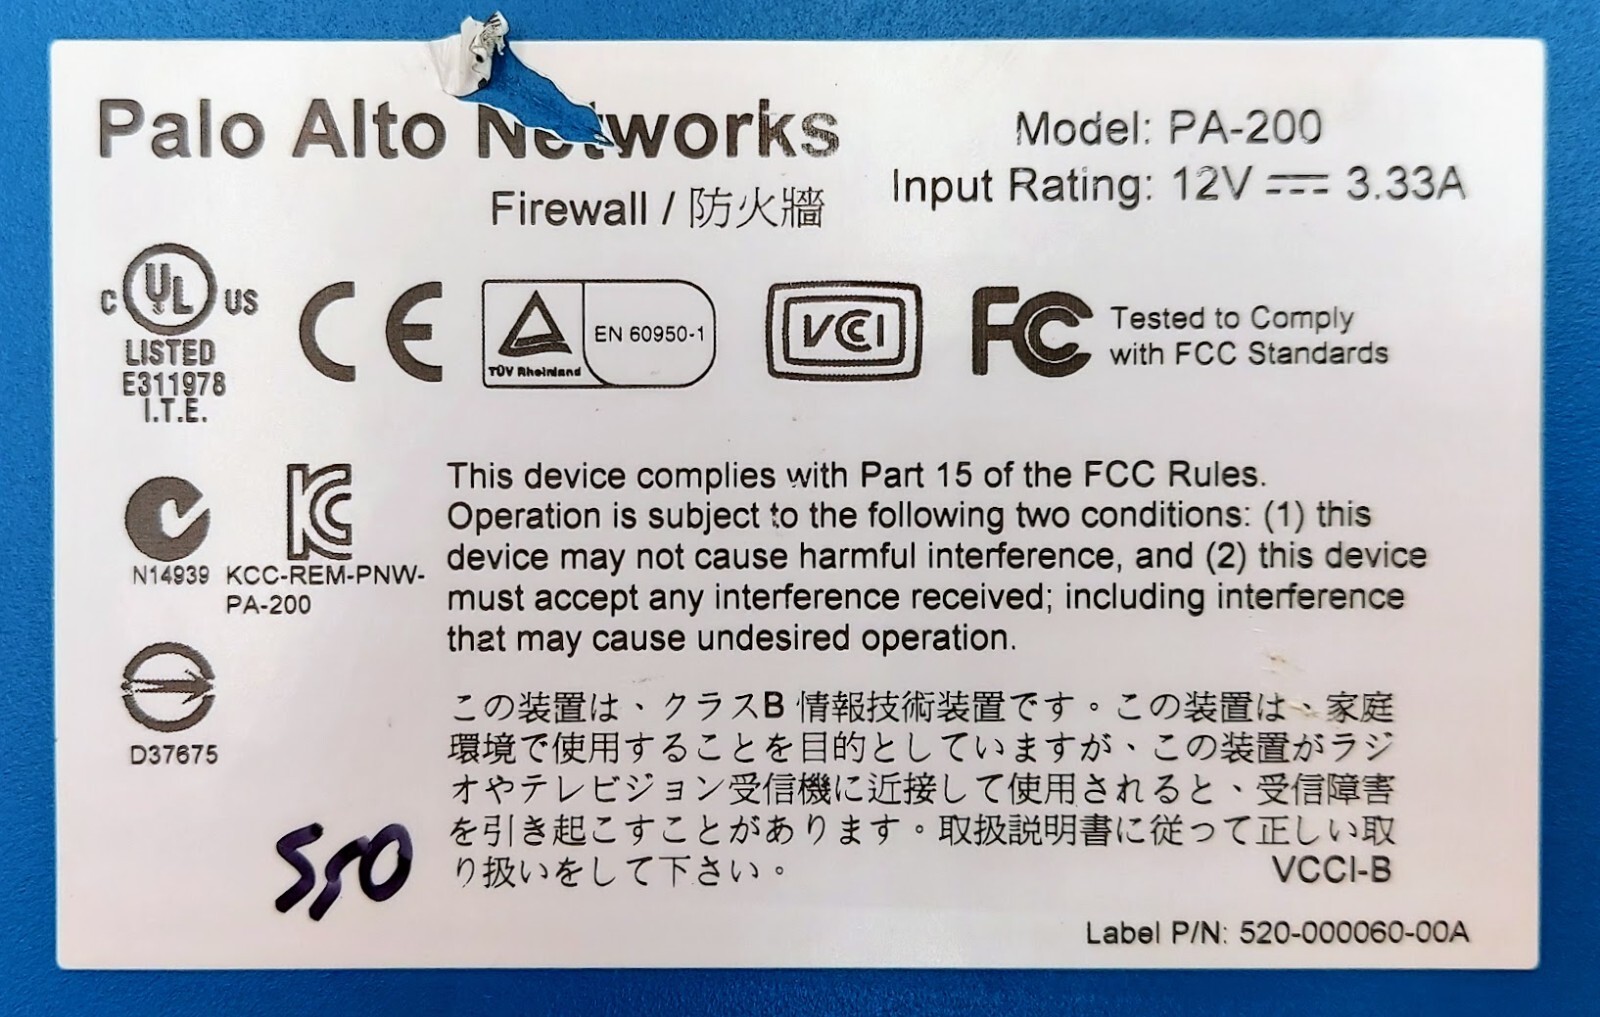 Palo Alto Networks
Firewall / 防火牆
Model: PA-200
Input Rating: 12V ⎓ 3.33A
C UL US
LISTED
E311978
I.T.E.
CE
TÜV Rheinland
EN 60950-1
VCCI
FC
Tested to Comply
with FCC Standards
N14939
KCC-REM-PNW-
PA-200
D37675
This device complies with Part 15 of the FCC Rules.
Operation is subject to the following two conditions: (1) this
device may not cause harmful interference, and (2) this device
must accept any interference received; including interference
that may cause undesired operation.
この装置は、クラスB 情報技術装置です。この装置は、家庭
環境で使用することを目的としていますが、この装置がラジ
オやテレビジョン受信機に近接して使用されると、受信障害
を引き起こすことがあります。取扱説明書に従って正しい取
り扱いをして下さい。
VCCI-B
Label P/N: 520-000060-00A